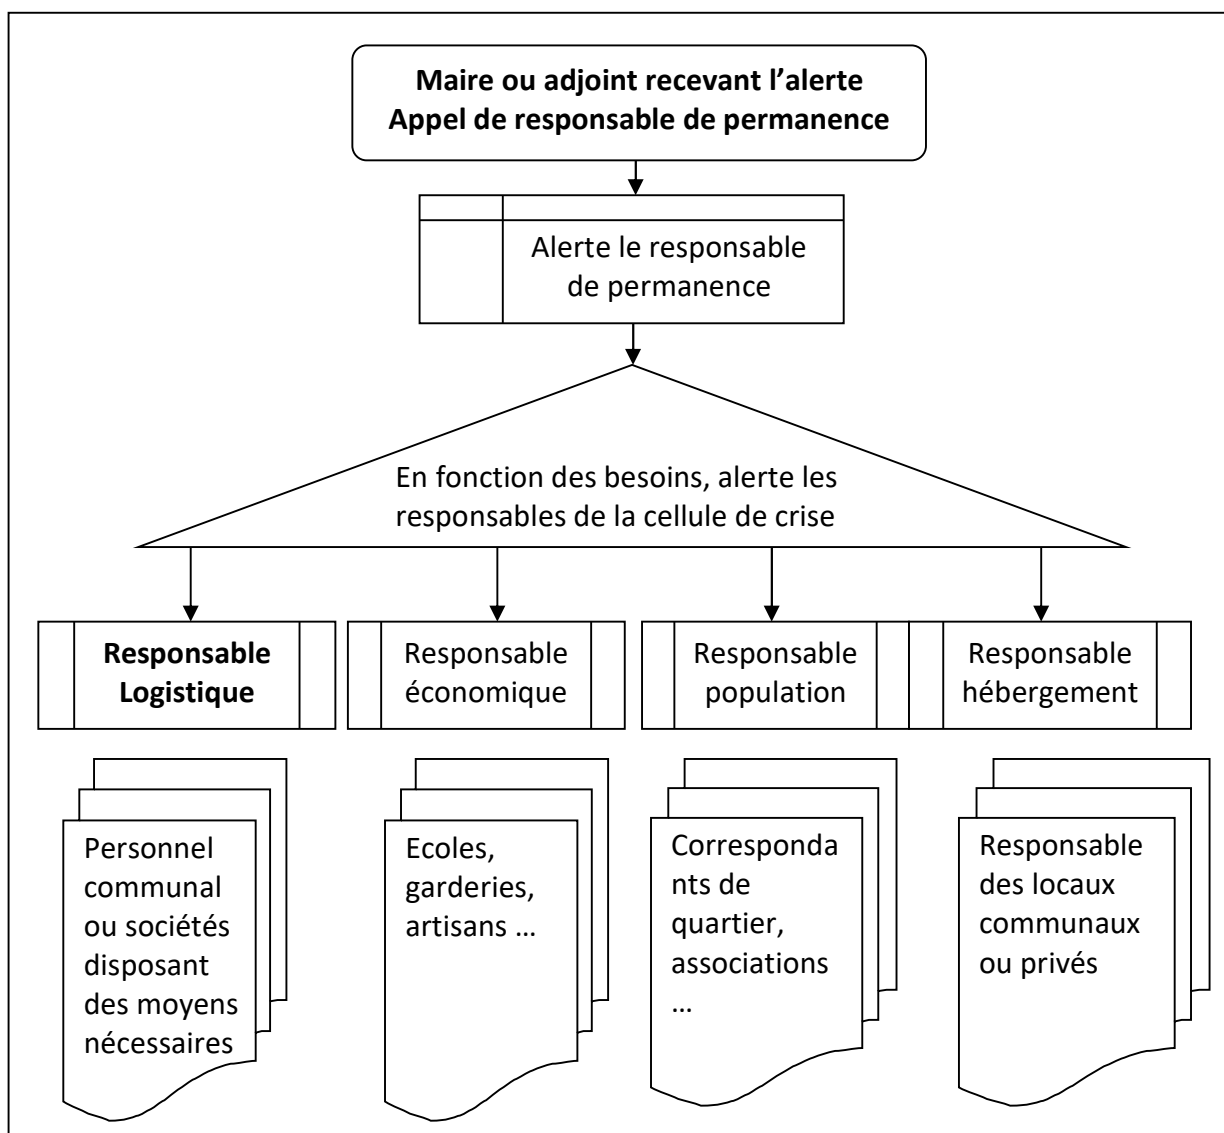 Maire ou adjoint recevant l’alerte
Appel de responsable de permanence
Alerte le responsable
de permanence
En fonction des besoins, alerte les
responsables de la cellule de crise
Responsable
Logistique
Responsable
économique
Responsable
population
Responsable
hébergement
Personnel
communal
ou sociétés
disposant
des moyens
nécessaires
Ecoles,
garderies,
artisans …
Corresponda
nts de
quartier,
associations
…
Responsable
des locaux
communaux
ou privés